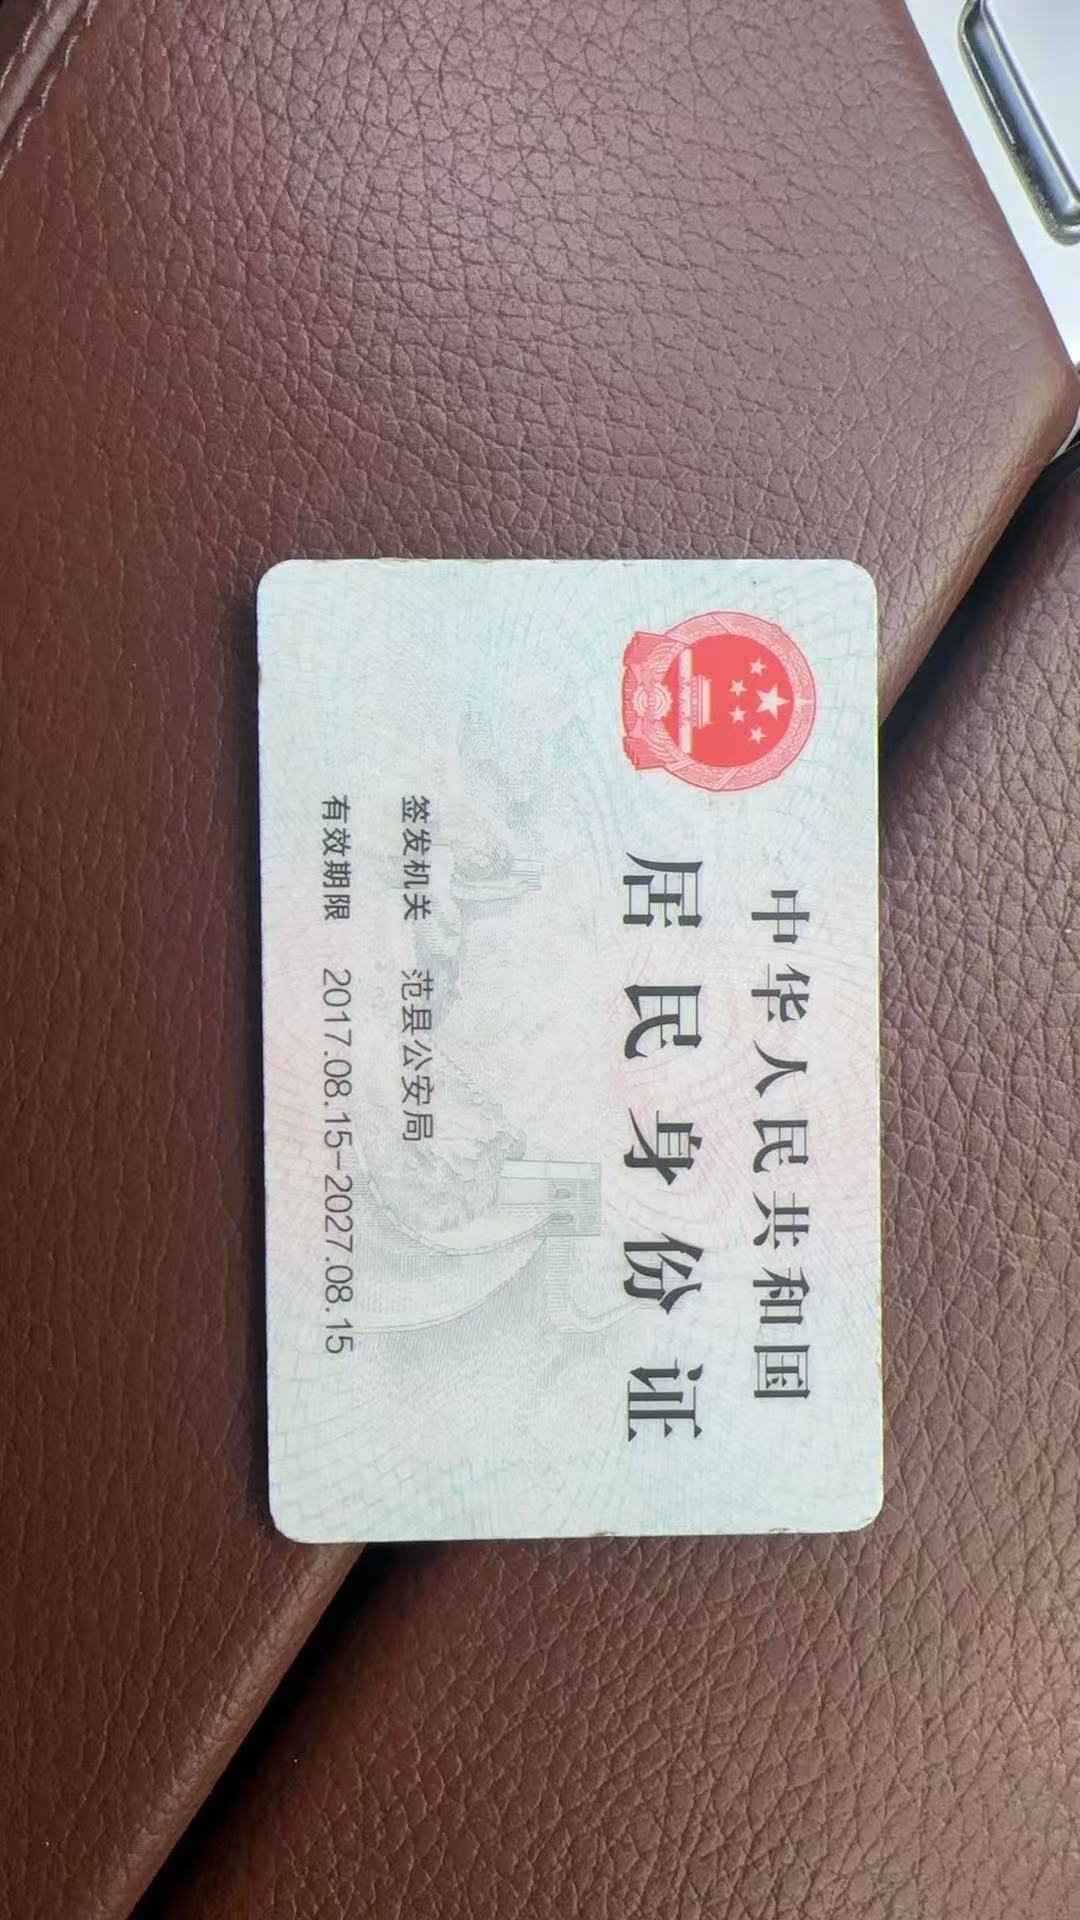 中华人民共和国
居民身份证
签发机关 范县公安局
有效期限 2017.08.15-2027.08.15